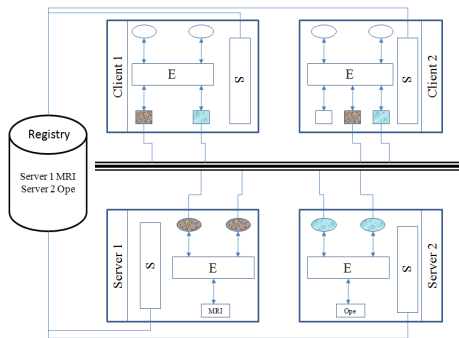 Client 1
E
S
E
S
Client 2
Registry
Server 1 MRI
Server 2 Ope
Server 1
S
E
MRI
E
Ope
S
Server 2